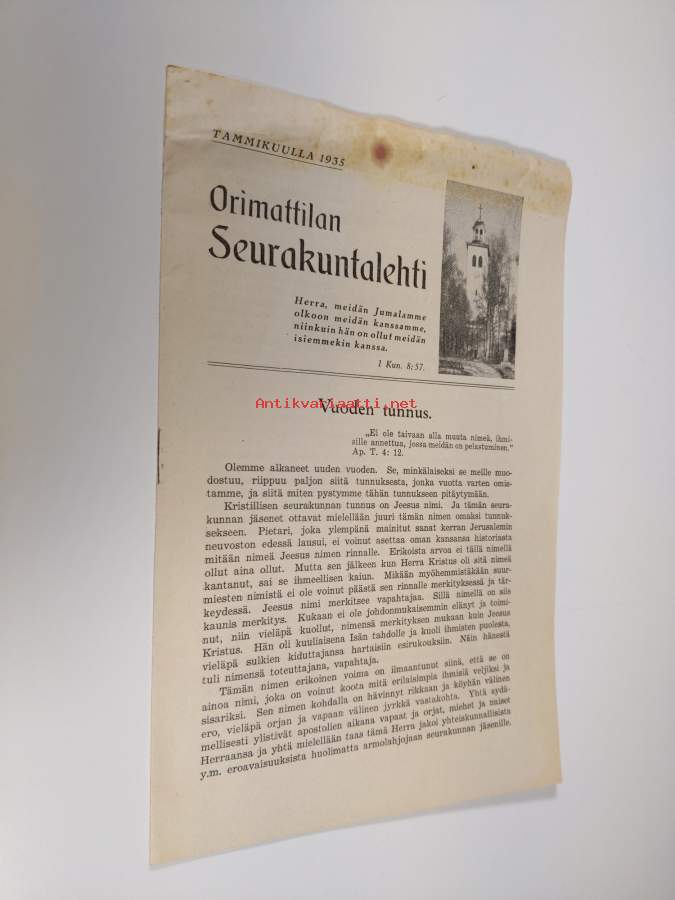 TAMMIKUULLA 1935
Orimattilan
Seurakuntalehti
Herra, meidän Jumalamme
olkoon meidän kanssamme,
niinkuin hän on ollut meidän
isiemmekin kanssa.
1 Kun. 8:57.
Antikvariaatti.net
Vuoden tunnus.
„Ei ole taivaan alla muuta nimeä, ihmi-
sille annettua, jossa meidän on pelastuminen."
Ap. T. 4: 12.
Olemme alkaneet uuden vuoden. Se, minkälaiseksi se meille muo-
dostuu, riippuu paljon siitä tunnuksesta, jonka vuotta varten omis-
tamme, ja siitä miten pystymme tähän tunnukseen pitäytymään.
Kristillisen seurakunnan tunnus on Jeesus nimi. Ja tämän seura-
kunnan jäsenet ottavat mielellään juuri tämän nimen omaksi tunnuk-
sekseen. Pietari, joka ylempänä mainitut sanat kerran Jerusalemin
neuvoston edessä lausui, ei voinut asettaa oman kansansa historiasta
mitään nimeä Jeesus nimen rinnalle. Erikoista arvoa ei tällä nimellä
ollut aina ollut. Mutta sen jälkeen kun Herra Kristus oli sitä nimeä
kantanut, sai se ihmeellisen kaiun. Mikään myöhemmistäkään suur-
miesten nimistä ei ole voinut päästä sen rinnalle merkityksessä ja tär-
keydessä. Jeesus nimi merkitsee vapahtajaa. Sillä nimellä on siis
kaunis merkitys. Kukaan ei ole johdonmukaisemmin elänyt ja toimi-
nut, niin vieläpä kuollut, nimensä merkityksen mukaan kuin Jeesus
Kristus. Hän oli kuuliaisena Isän tahdolle ja kuoli ihmisten puolesta,
vieläpä sulkien kiduttajansa hartaisiin esirukouksiin. Näin hänestä
tuli nimensä toteuttajana, vapahtaja.
Tämän nimen erikoinen voima on ilmaantunut siinä, että se on
ainoa nimi, joka on voinut koota mitä erilaisimpia ihmisiä veljiksi ja
sisariksi. Sen nimen kohdalla on hävinnyt rikkaan ja köyhän välinen
ero, vieläpä orjan ja vapaan välinen jyrkkä vastakohta. Yhtä sydä-
mellisesti ylistivät apostolien aikana vapaat ja orjat, miehet ja naiset
Herraansa ja yhtä mielellään taas tämä Herra jakoi yhteiskunnallisista
y.m. eroavaisuuksista huolimatta armolahjojaan seurakunnan jäsenille.